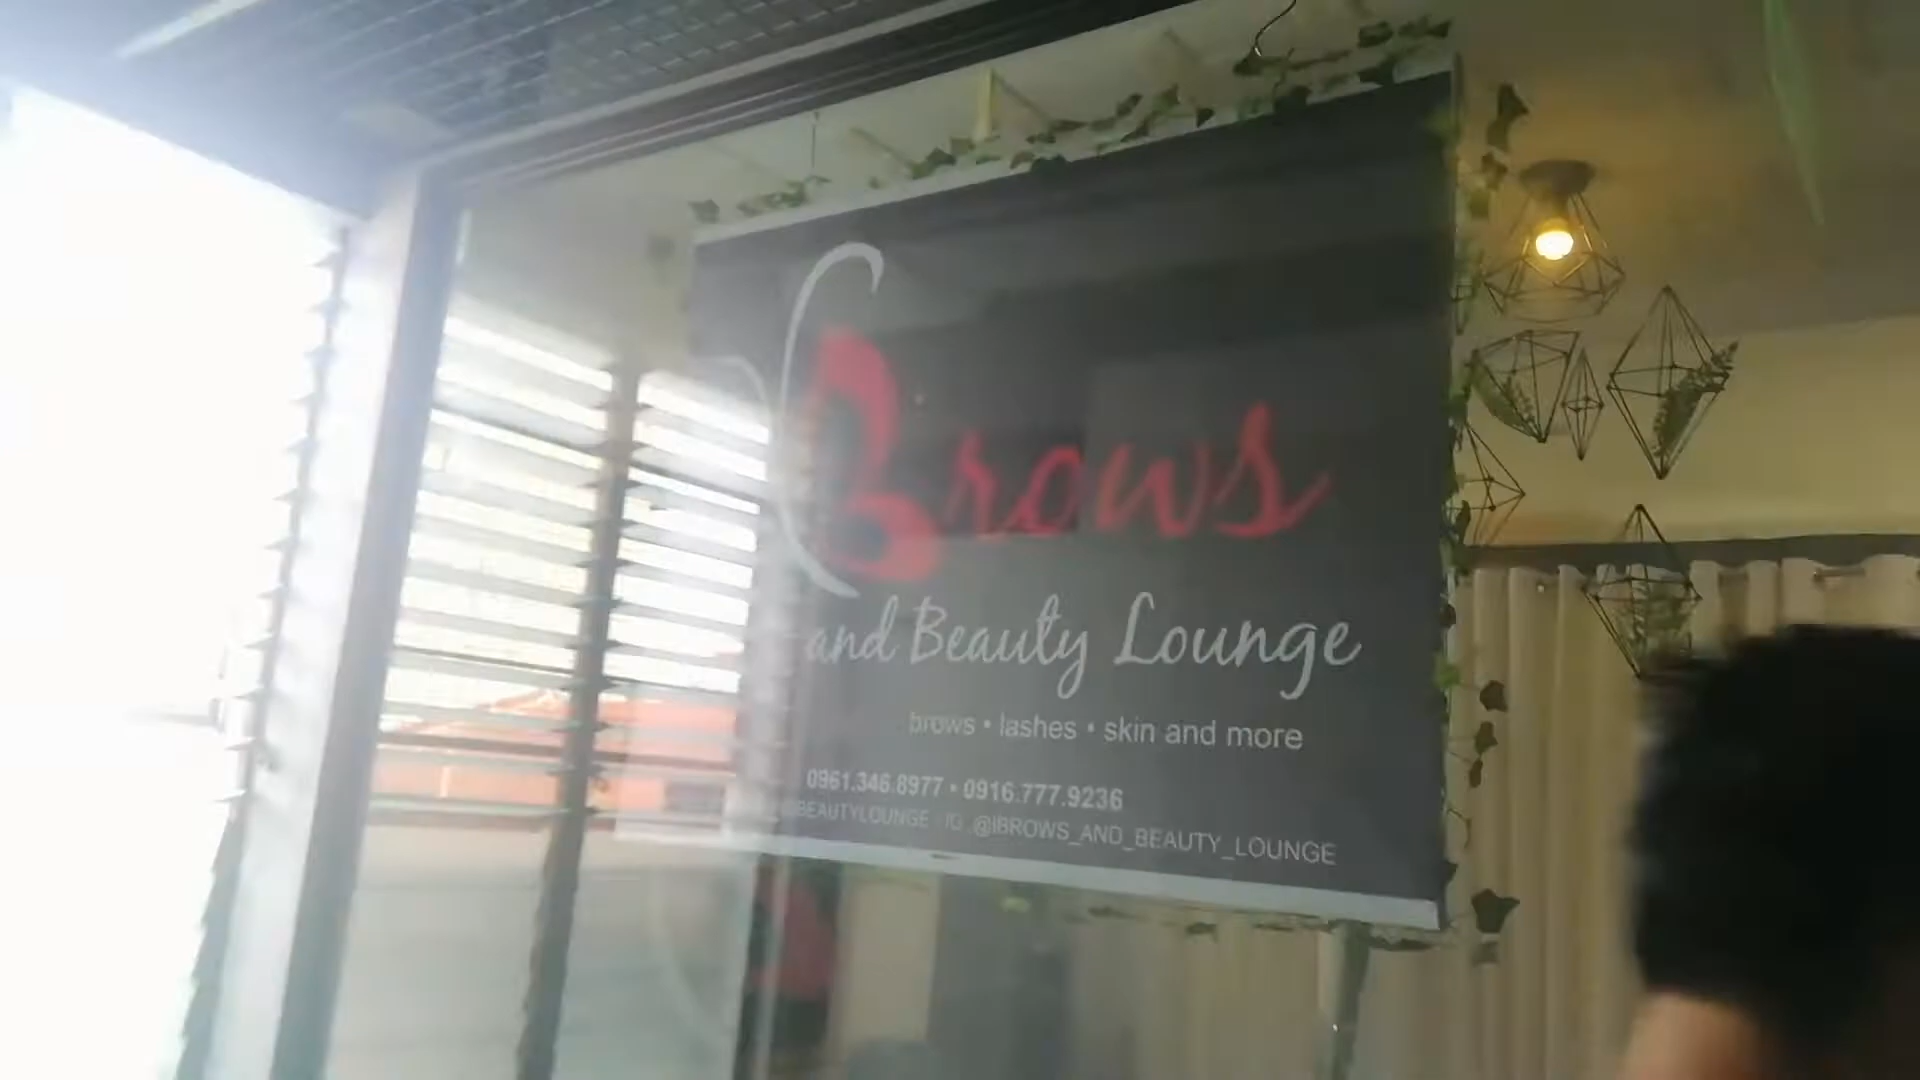 Brows
and Beauty Lounge
brows • lashes • skin and more
0961.346.8977 • 0916.777.9236
BEAUTYLOUNGE IG @IBROWS_AND_BEAUTY_LOUNGE